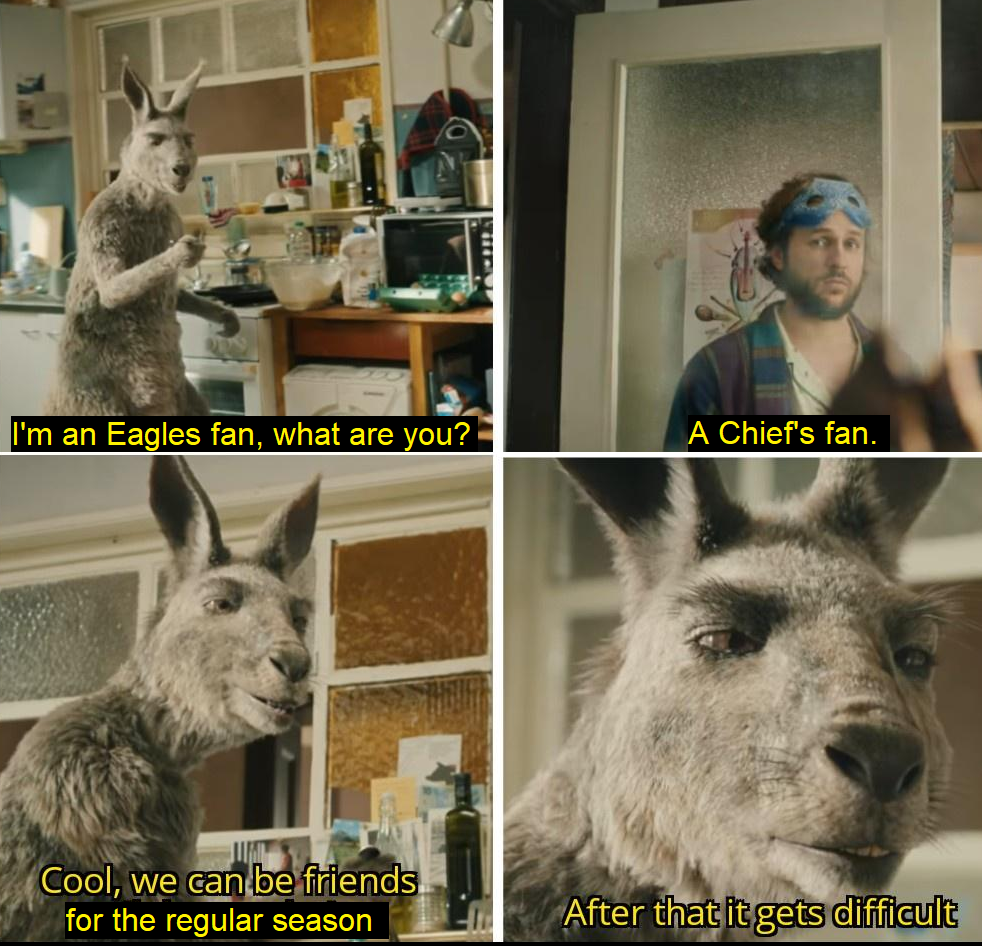 I'm an Eagles fan, what are you?
A Chief's fan.
Cool, we can be friends
for the regular season
After that it gets difficult